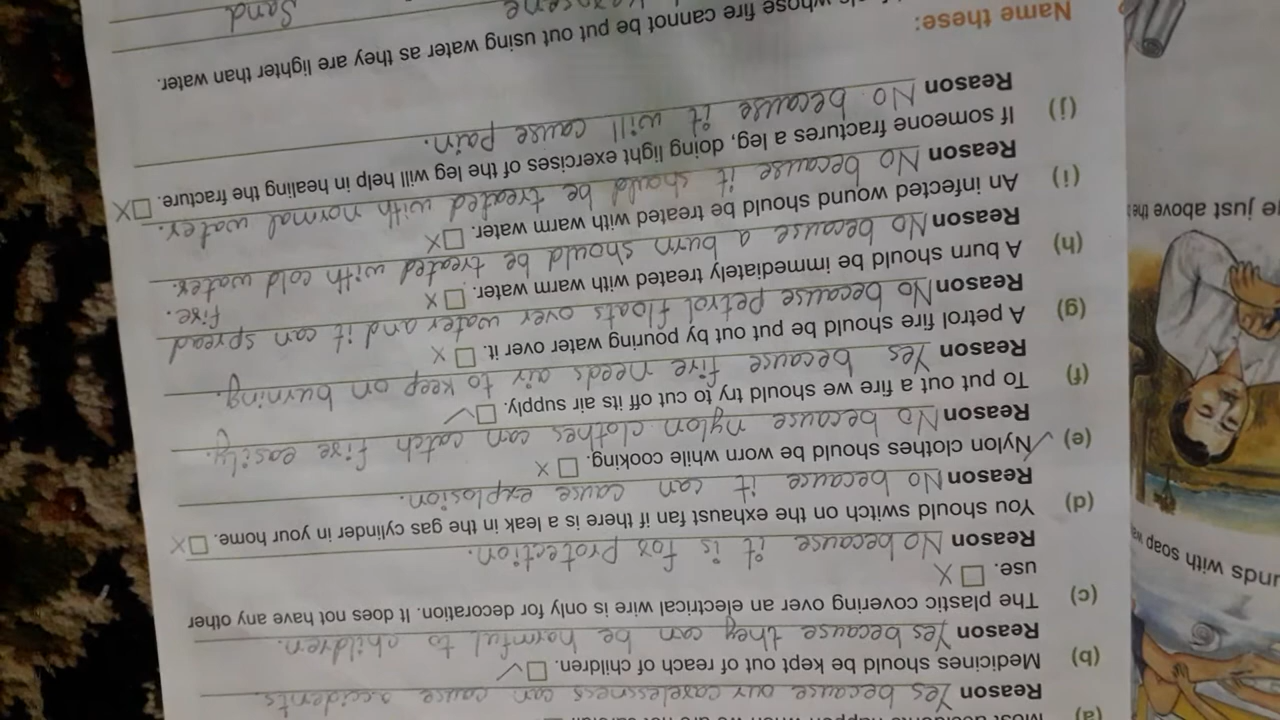 (a)
Reason Yes because our carelessness can cause accidents.
(b) Medicines should be kept out of reach of children. ✓
Reason Yes because they can be harmful to children.
(c) The plastic covering over an electrical wire is only for decoration. It does not have any other
use. X
Reason No because it is for protection.
(d) You should switch on the exhaust fan if there is a leak in the gas cylinder in your home. X
Reason No because it can cause explosion.
(e) Nylon clothes should be worn while cooking. X
Reason No because nylon clothes can catch fire easily.
(f) To put out a fire we should try to cut off its air supply. ✓
Reason Yes because fire needs air to keep on burning.
(g) A petrol fire should be put out by pouring water over it. X
Reason No because petrol floats over water and it can spread
fire.
(h) A burn should be immediately treated with warm water. X
Reason No because a burn should be treated with cold water.
(i) An infected wound should be treated with warm water. X
Reason No because it should be treated with normal water.
(j) If someone fractures a leg, doing light exercises of the leg will help in healing the fracture. X
Reason No because it will cause pain.
Name these:
whose fire cannot be put out using water as they are lighter than water.
Sand
unds with soap
just above the